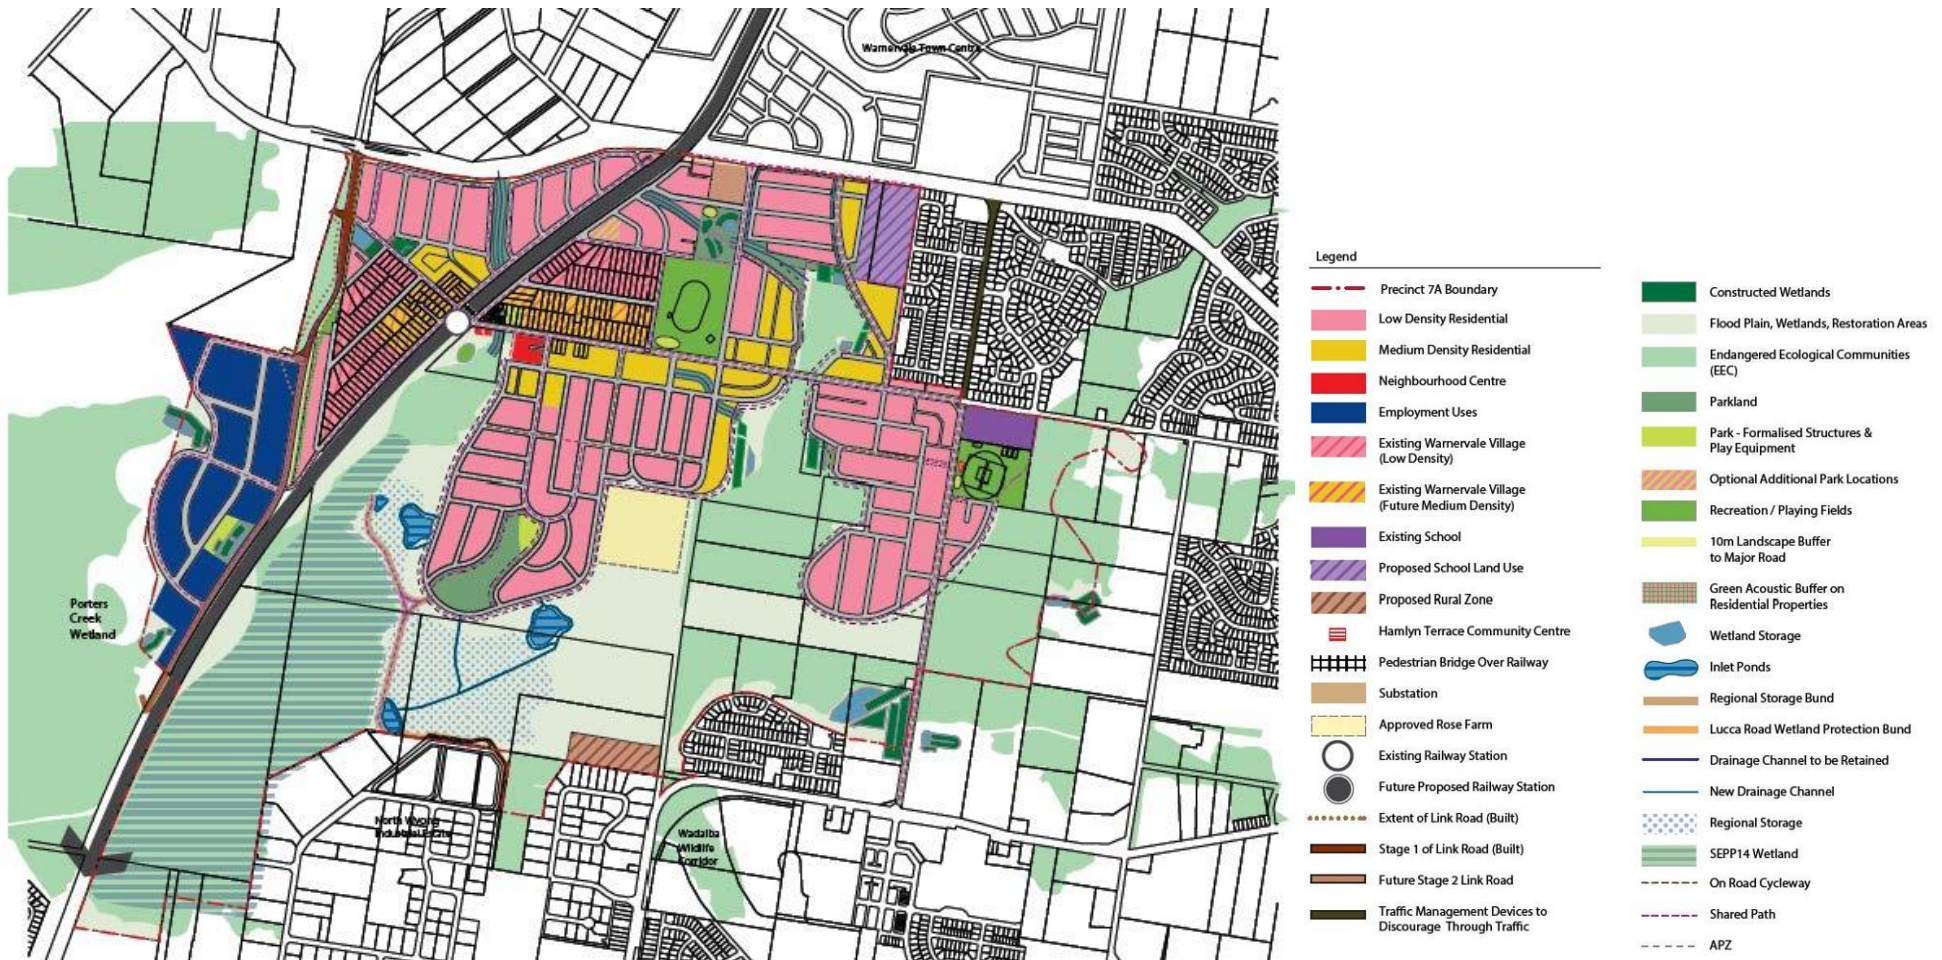 Warnervale Town Centre
Porters
Creek
Wetland
North Wyong
Industrial Estate
Wadalba
Wildlife
Corridor
Legend
Precinct 7A Boundary
Low Density Residential
Medium Density Residential
Neighbourhood Centre
Employment Uses
Existing Warnervale Village
(Low Density)
Existing Warnervale Village
(Future Medium Density)
Existing School
Proposed School Land Use
Proposed Rural Zone
Hamlyn Terrace Community Centre
Pedestrian Bridge Over Railway
Substation
Approved Rose Farm
Existing Railway Station
Future Proposed Railway Station
Extent of Link Road (Built)
Stage 1 of Link Road (Built)
Future Stage 2 Link Road
Traffic Management Devices to
Discourage Through Traffic
Constructed Wetlands
Flood Plain, Wetlands, Restoration Areas
Endangered Ecological Communities
(EEC)
Parkland
Park - Formalised Structures &
Play Equipment
Optional Additional Park Locations
Recreation / Playing Fields
10m Landscape Buffer
to Major Road
Green Acoustic Buffer on
Residential Properties
Wetland Storage
Inlet Ponds
Regional Storage Bund
Lucca Road Wetland Protection Bund
Drainage Channel to be Retained
New Drainage Channel
Regional Storage
SEPP14 Wetland
On Road Cycleway
Shared Path
APZ